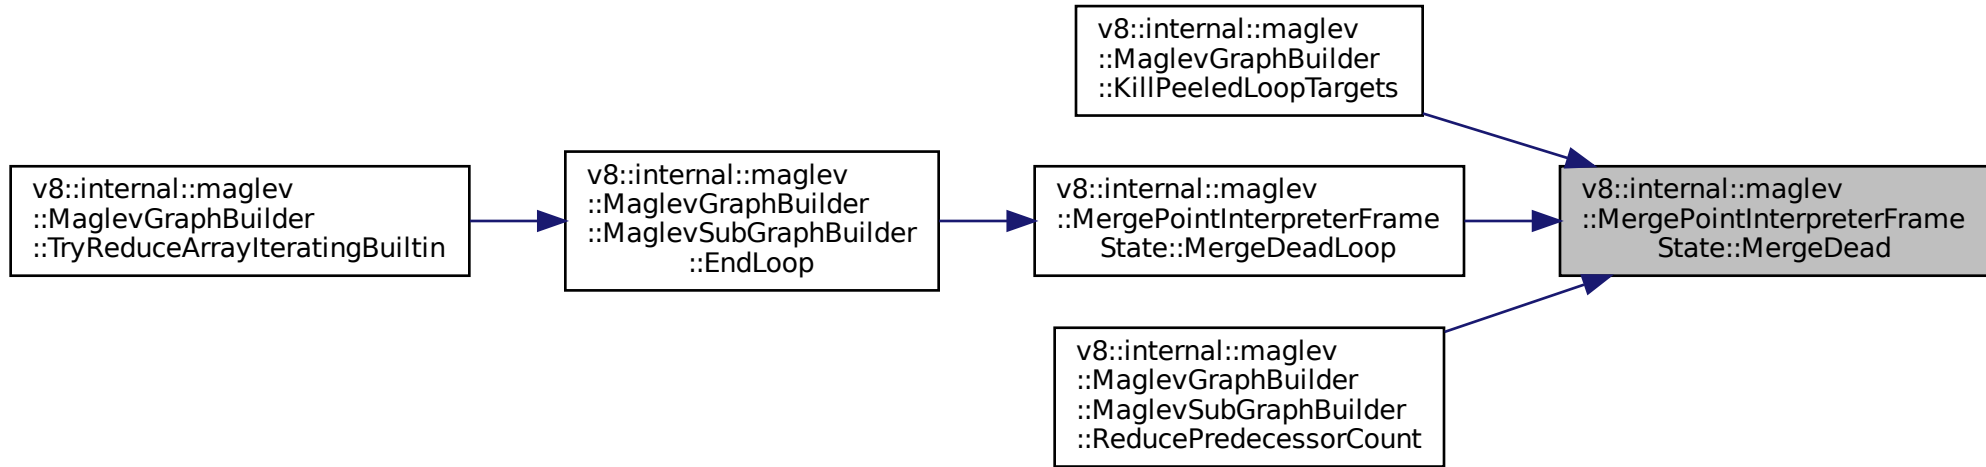 v8::internal::maglev
::MaglevGraphBuilder
::KillPeeledLoopTargets
v8::internal::maglev
::MaglevGraphBuilder
::TryReduceArrayIteratingBuiltin
v8::internal::maglev
::MaglevGraphBuilder
::MaglevSubGraphBuilder
::EndLoop
v8::internal::maglev
::MergePointInterpreterFrame
State::MergeDeadLoop
v8::internal::maglev
::MergePointInterpreterFrame
State::MergeDead
v8::internal::maglev
::MaglevGraphBuilder
::MaglevSubGraphBuilder
::ReducePredecessorCount